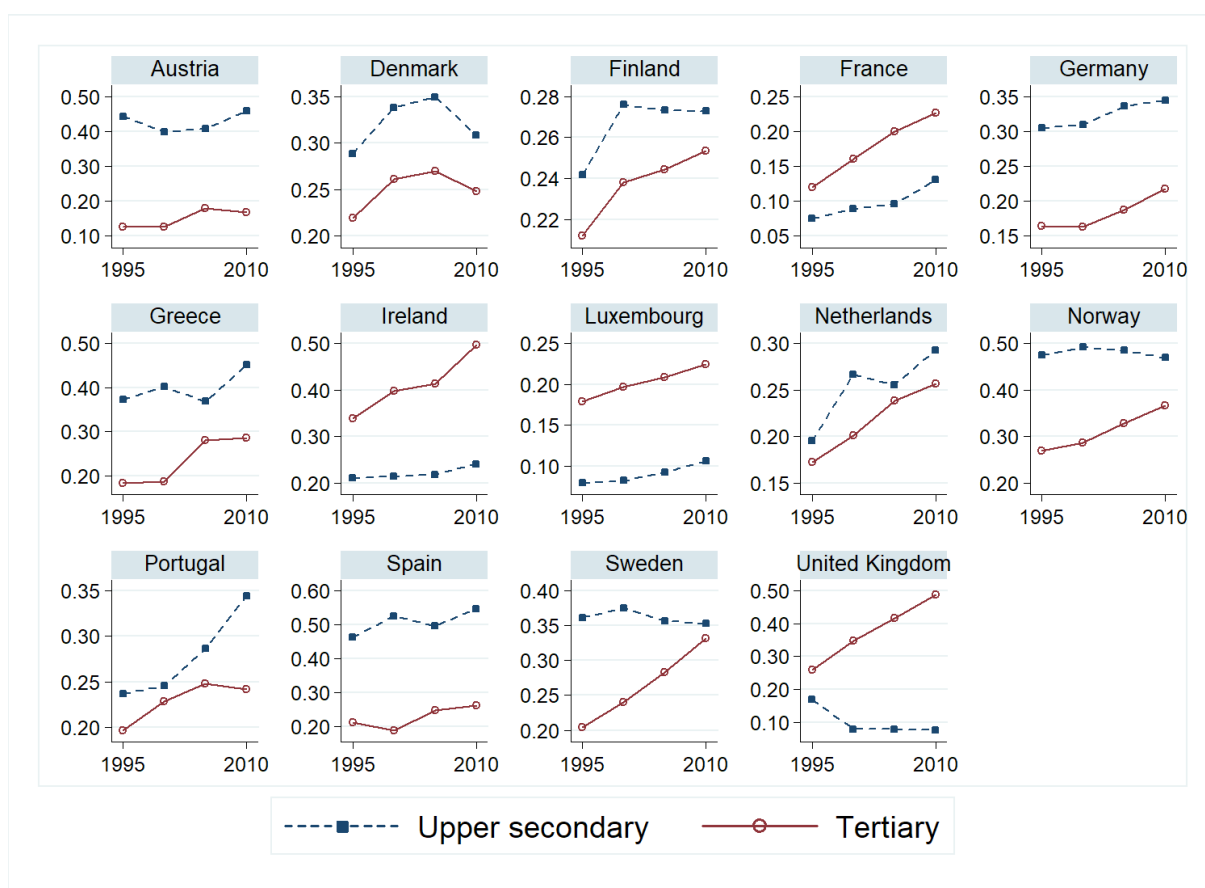 Austria Denmark Finland France Germany
0.50 0.35 0.28 0.25 0.35
0.40 0.30 0.26 0.20 0.30
0.30 0.25 0.24 0.15 0.25
0.20 0.20 0.22 0.10 0.20
0.10 0.05 0.15
1995 2010 1995 2010 1995 2010 1995 2010 1995 2010
Greece Ireland Luxembourg Netherlands Norway
0.50 0.50 0.25 0.30 0.50
0.40 0.40 0.20 0.25 0.40
0.30 0.30 0.15 0.20 0.30
0.20 0.20 0.10 0.15 0.20
1995 2010 1995 2010 1995 2010 1995 2010 1995 2010
Portugal Spain Sweden United Kingdom
0.35 0.60 0.40 0.50
0.30 0.50 0.35 0.40
0.25 0.40 0.30 0.30
0.20 0.30 0.25 0.20
0.20 0.20 0.10
1995 2010 1995 2010 1995 2010 1995 2010
Upper secondary Tertiary